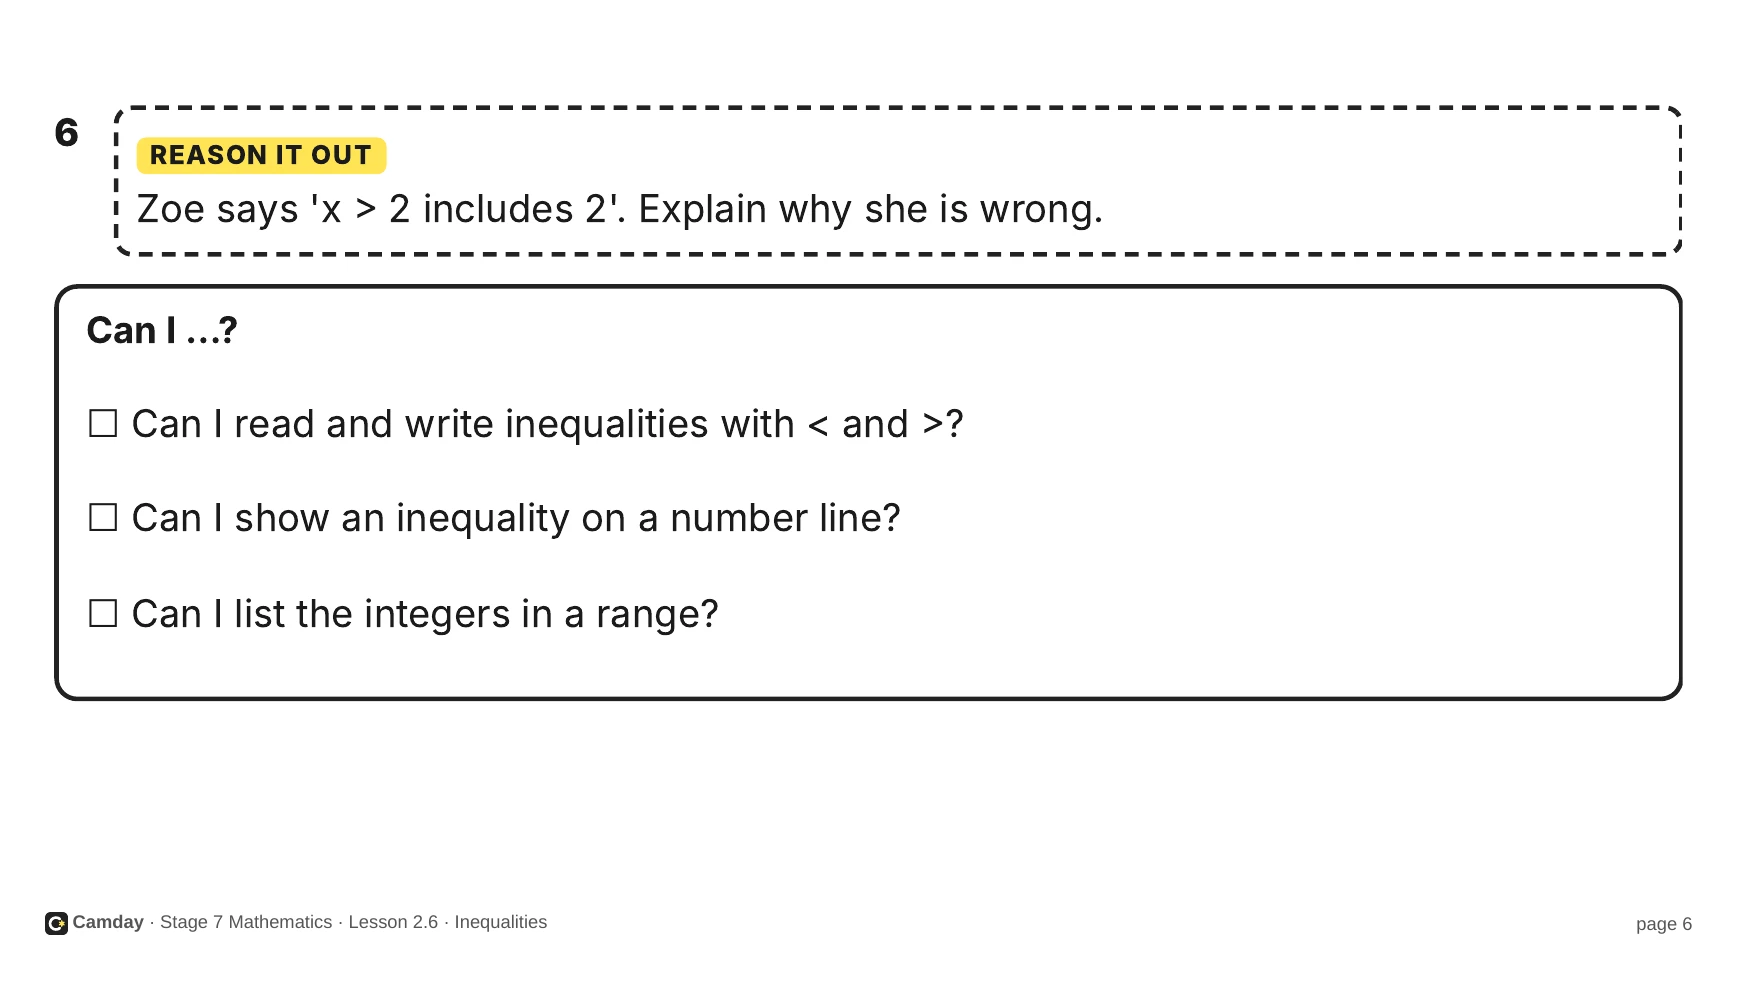 6
REASON IT OUT
Zoe says 'x > 2 includes 2'. Explain why she is wrong.
Can I ...?
☐ Can I read and write inequalities with < and >?
☐ Can I show an inequality on a number line?
☐ Can I list the integers in a range?
Camday · Stage 7 Mathematics · Lesson 2.6 · Inequalities
page 6